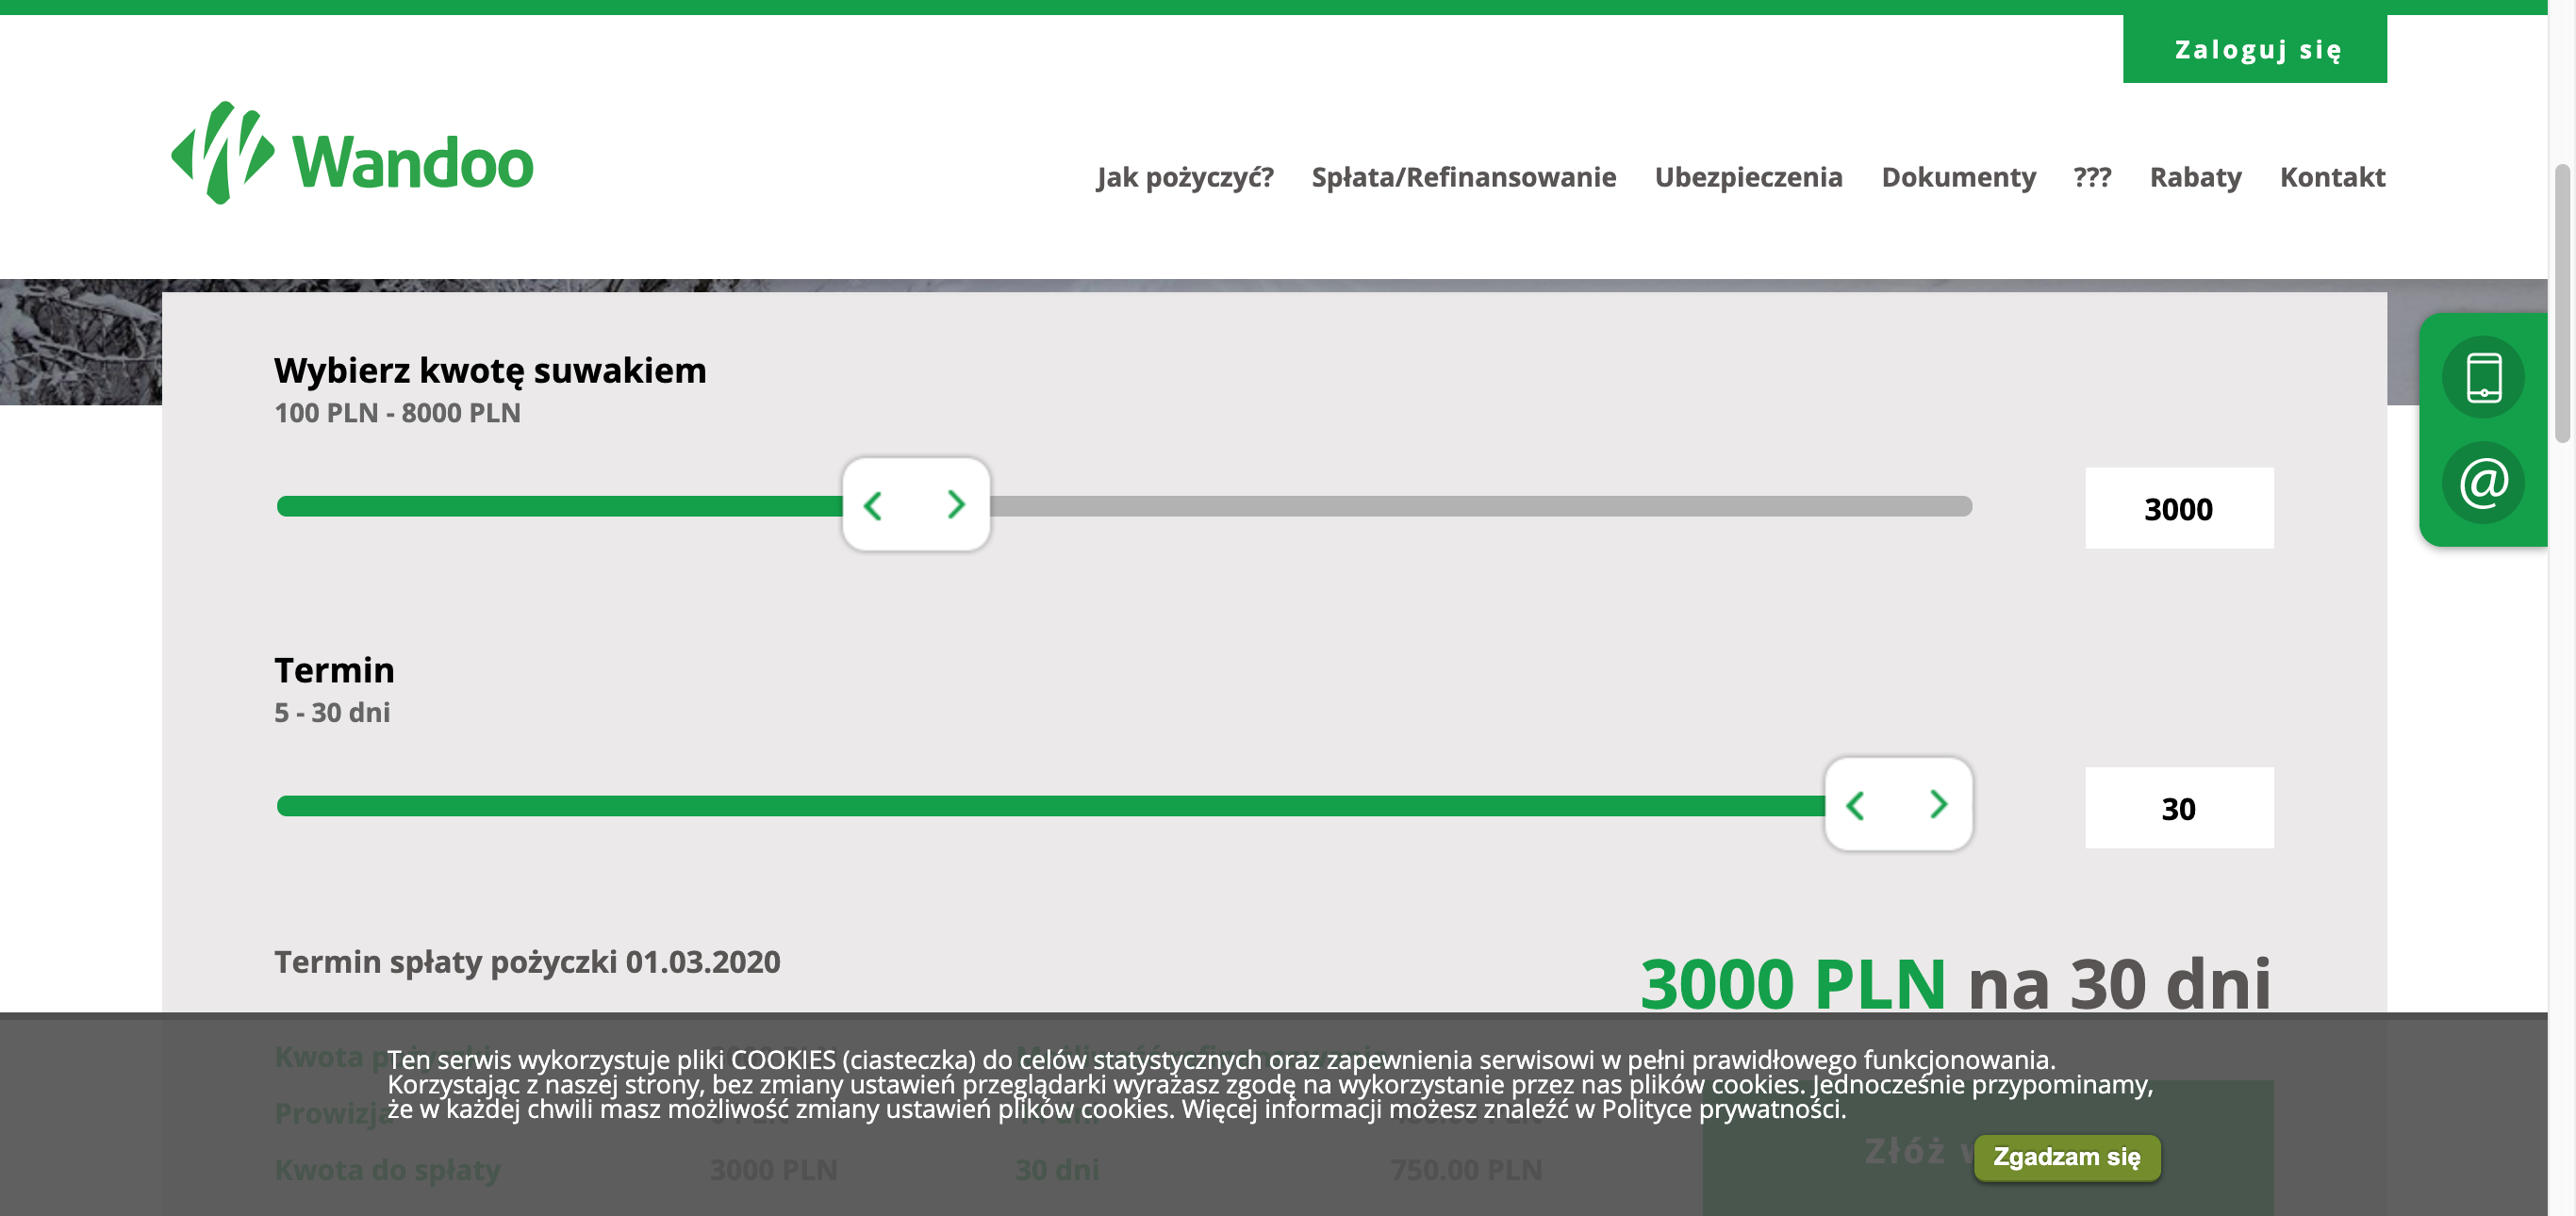 Zaloguj się
Wandoo
Jak pożyczyć? Spłata/Refinansowanie Ubezpieczenia Dokumenty ??? Rabaty Kontakt
Wybierz kwotę suwakiem
100 PLN - 8000 PLN
3000
@
Termin
5 - 30 dni
30
Termin spłaty pożyczki 01.03.2020
3000 PLN na 30 dni
Ten serwis wykorzystuje pliki COOKIES (ciasteczka) do celów statystycznych oraz zapewnienia serwisowi w pełni prawidłowego funkcjonowania.
Korzystając z naszej strony, bez zmiany ustawień przeglądarki wyrażasz zgodę na wykorzystanie przez nas plików cookies. Jednocześnie przypominamy,
że w każdej chwili masz możliwość zmiany ustawień plików cookies. Więcej informacji możesz znaleźć w Polityce prywatności.
Kwota
Prowizja
Złóż
Zgadzam się
Kwota do spłaty 3000 PLN 30 dni 750.00 PLN